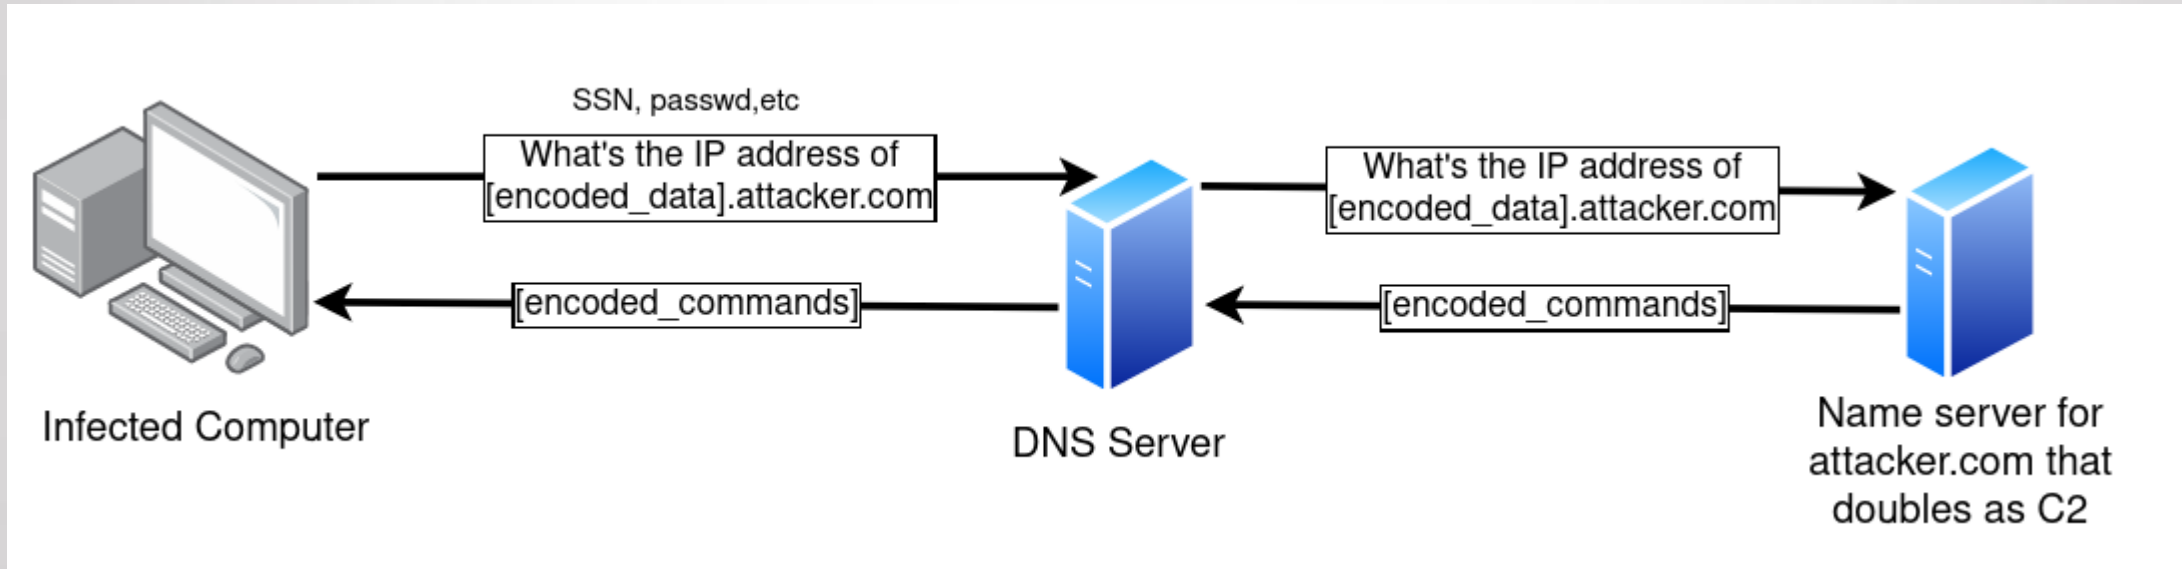 SSN, passwd,etc
What's the IP address of
[encoded_data].attacker.com
What's the IP address of
[encoded_data].attacker.com
[encoded_commands]
[encoded_commands]
Infected Computer
DNS Server
Name server for
attacker.com that
doubles as C2